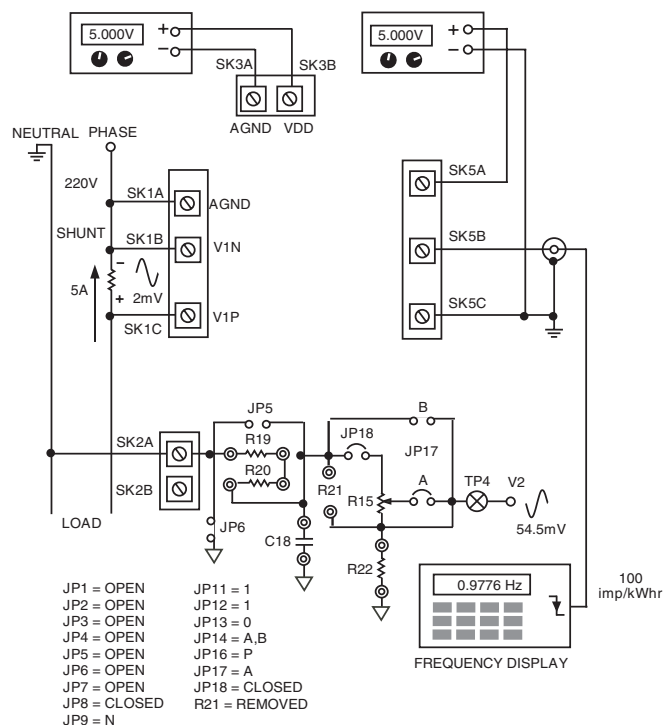 5.000V
+
–
SK3A
SK3B
AGND
VDD
5.000V
+
–
NEUTRAL
PHASE
220V
SK1A
AGND
SHUNT
SK1B
V1N
–
5A
+
2mV
SK1C
V1P
SK5A
SK5B
SK5C
SK2A
SK2B
LOAD
JP5
R19
R20
JP6
C18
B
JP18
JP17
R21
R15
A
TP4
V2
54.5mV
R22
0.9776 Hz
100
imp/kWhr
FREQUENCY DISPLAY
JP1 = OPEN
JP2 = OPEN
JP3 = OPEN
JP4 = OPEN
JP5 = OPEN
JP6 = OPEN
JP7 = OPEN
JP8 = CLOSED
JP9 = N
JP11 = 1
JP12 = 1
JP13 = 0
JP14 = A,B
JP16 = P
JP17 = A
JP18 = CLOSED
R21 = REMOVED